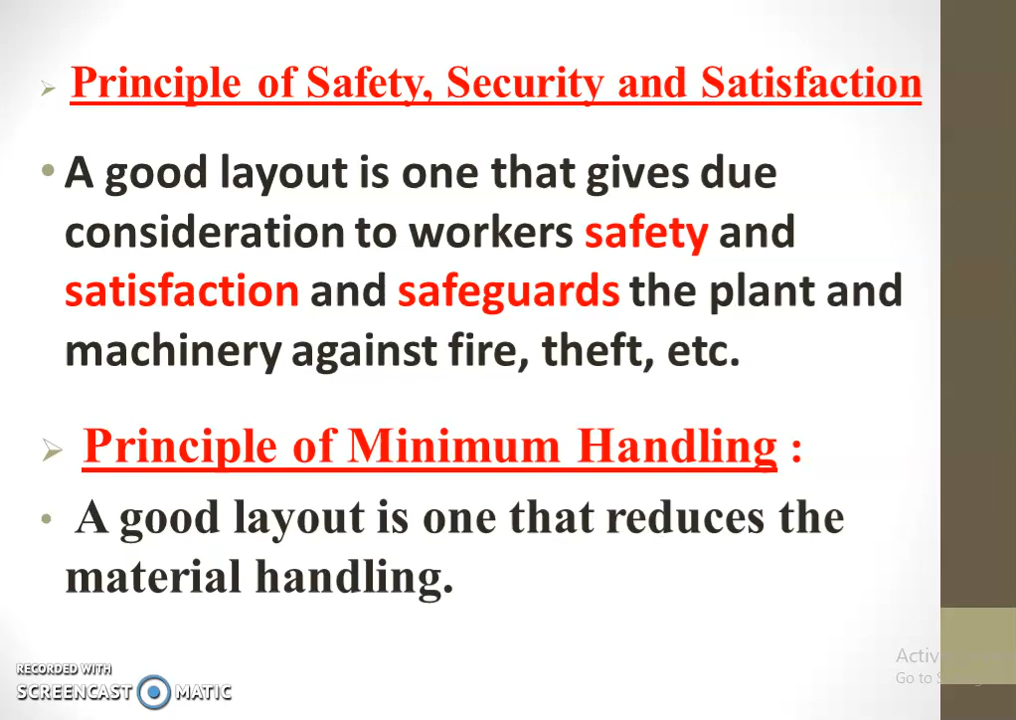 Principle of Safety, Security and Satisfaction
A good layout is one that gives due
consideration to workers safety and
satisfaction and safeguards the plant and
machinery against fire, theft, etc.
Principle of Minimum Handling :
A good layout is one that reduces the
material handling.
RECORDED WITH
SCREENCAST MATIC
Go to